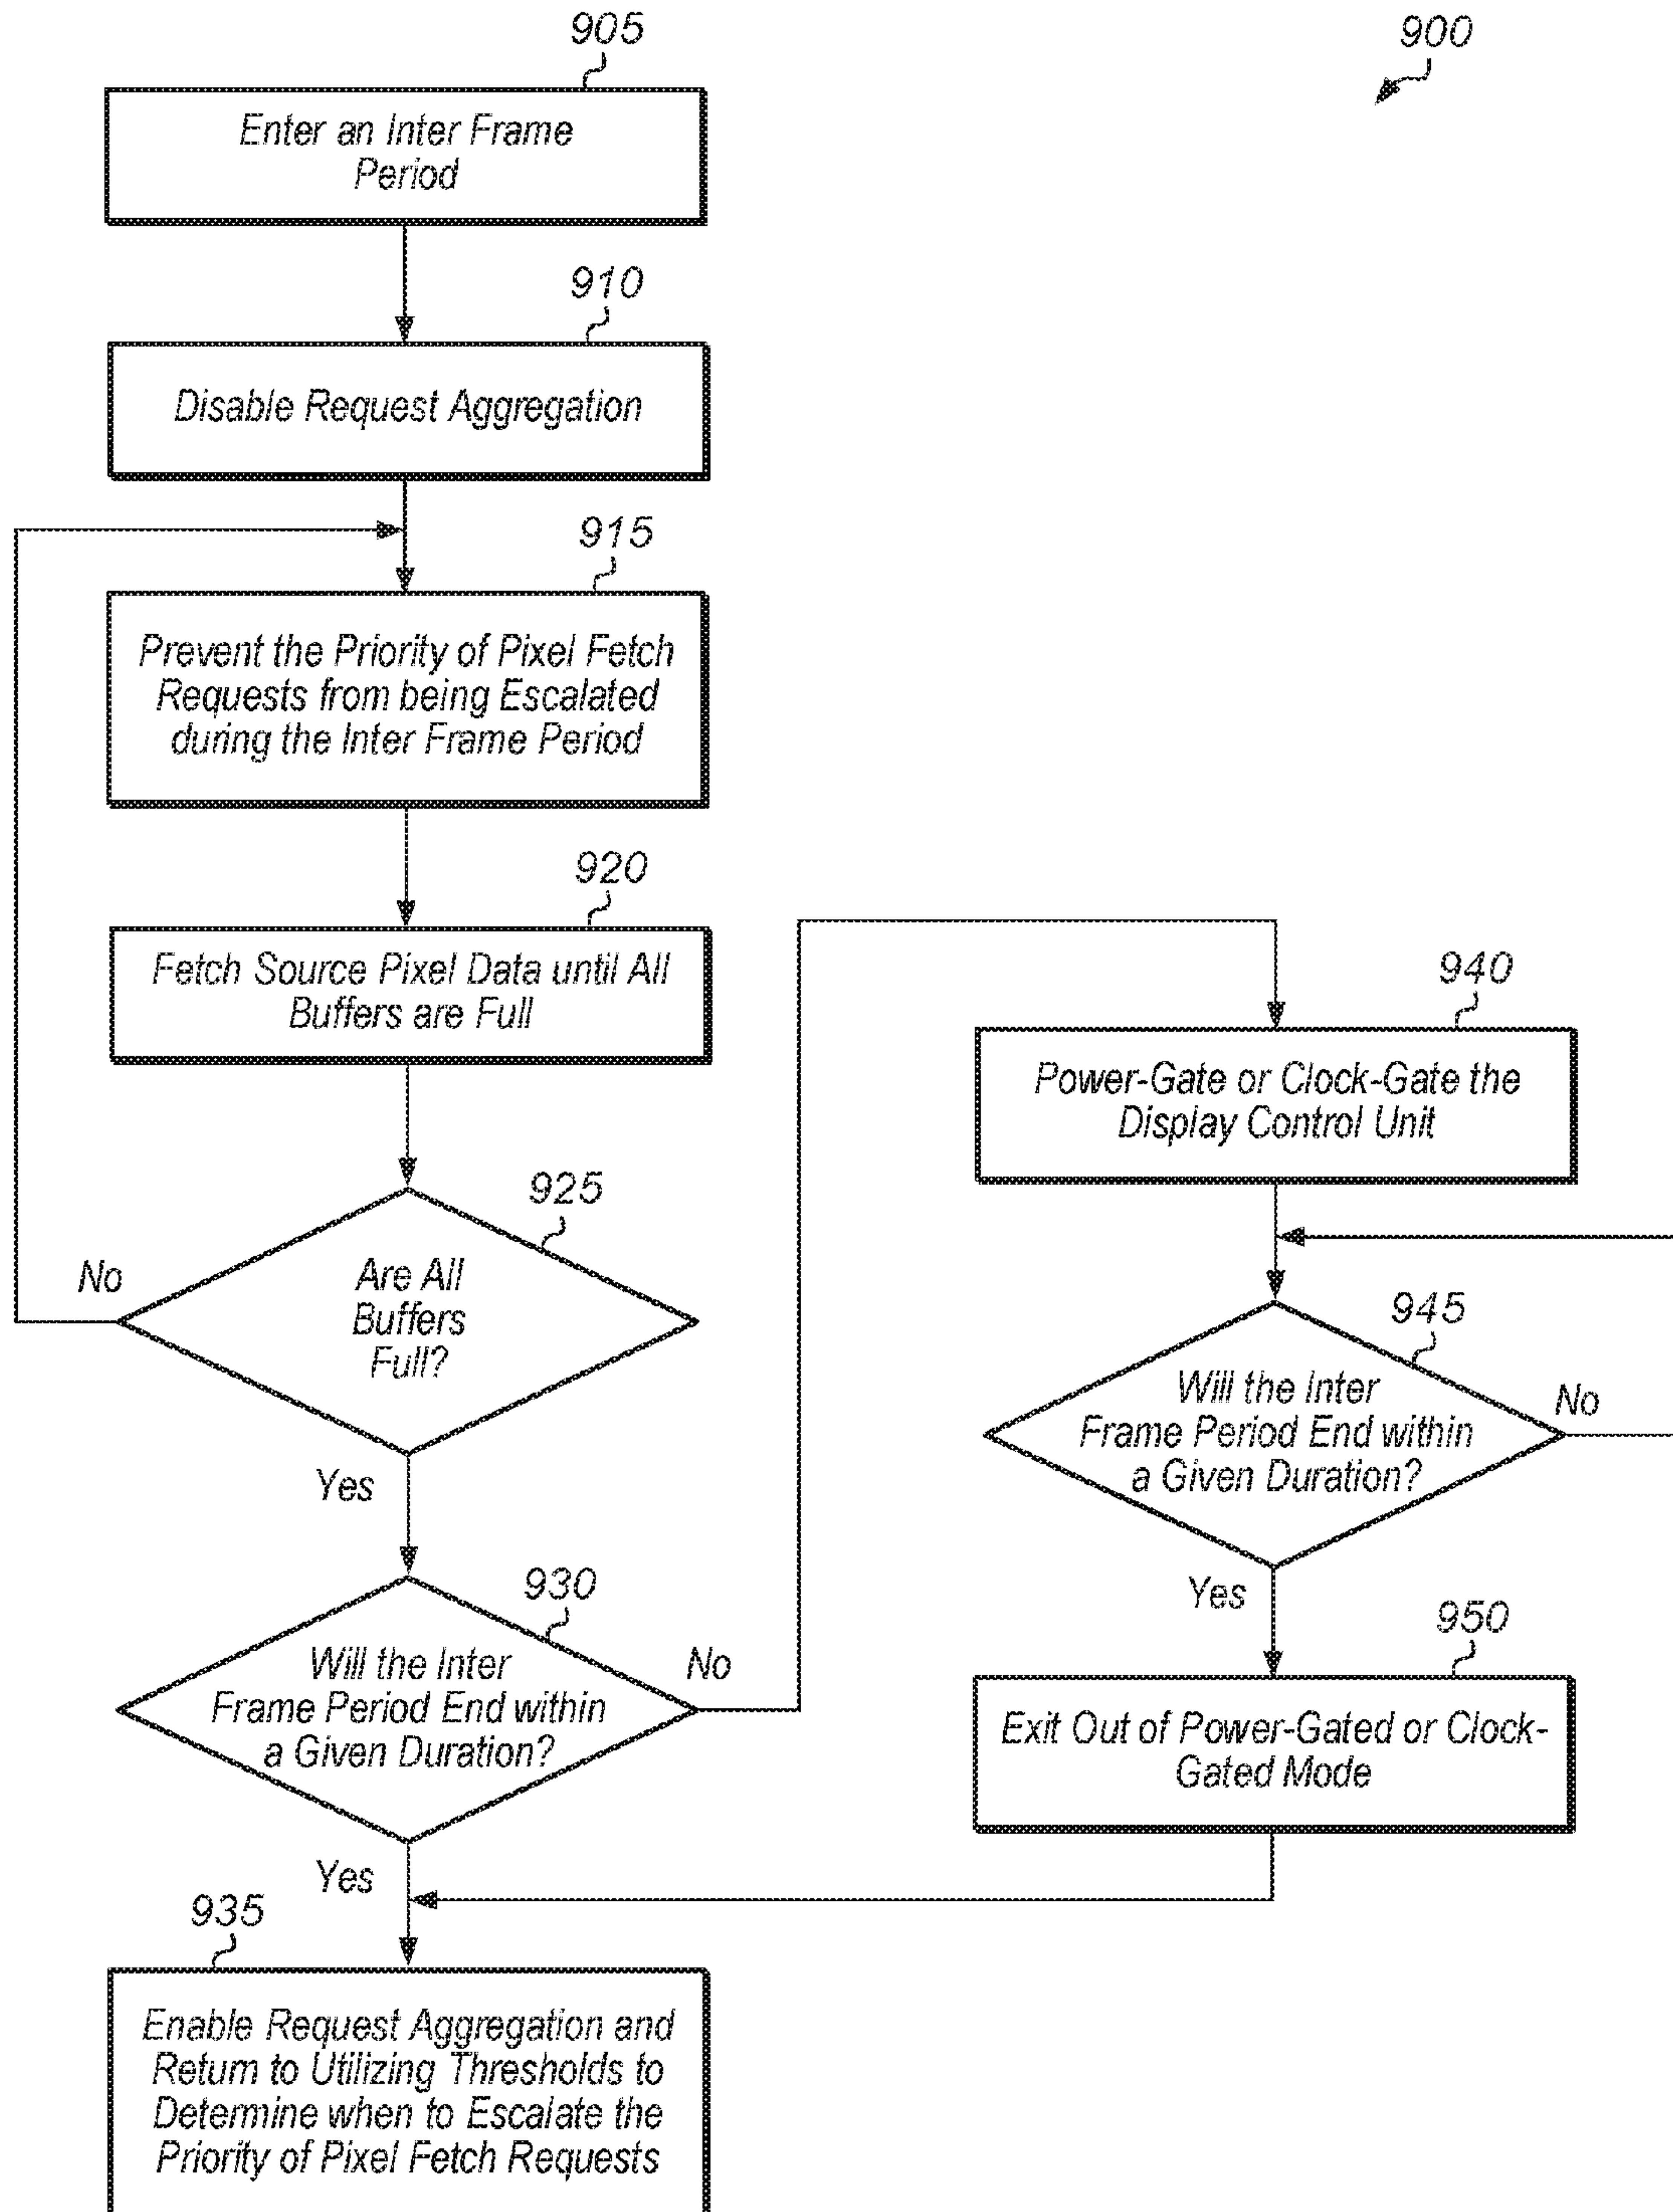 900
905
Enter an Inter Frame
Period
910
Disable Request Aggregation
915
Prevent the Priority of Pixel Fetch
Requests from being Escalated
during the Inter Frame Period
920
Fetch Source Pixel Data until All
Buffers are Full
925
Are All
Buffers
Full?
No
Yes
930
Will the Inter
Frame Period End within
a Given Duration?
No
Yes
935
Enable Request Aggregation and
Return to Utilizing Thresholds to
Determine when to Escalate the
Priority of Pixel Fetch Requests
940
Power-Gate or Clock-Gate the
Display Control Unit
945
Will the Inter
Frame Period End within
a Given Duration?
No
Yes
950
Exit Out of Power-Gated or Clock-
Gated Mode